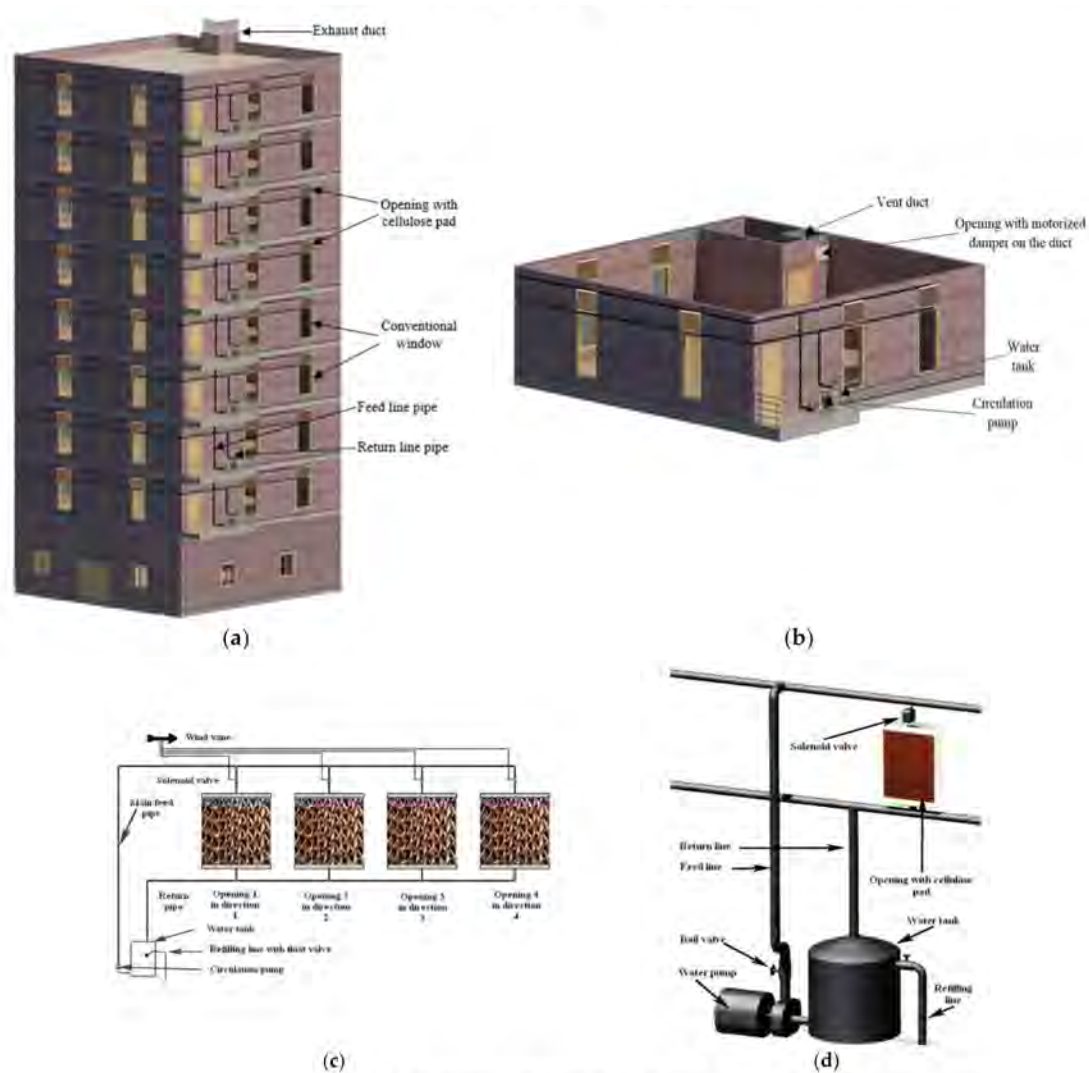 Exhaust duct
Opening with
cellulose pad
Conventional
window
Feed line pipe
Return line pipe
(a)
Vent duct
Opening with motorized
damper on the duct
Water
tank
Circulation
pump
(b)
Wind vane
Solenoid valve
Main feed
pipe
Return
pipe
Opening 1
in direction
1
Opening 2
in direction
2
Opening 3
in direction
3
Opening 4
in direction
4
Water tank
Refilling line with float valve
Circulation pump
(c)
Solenoid valve
Return line
Feed line
Opening with cellulose
pad
Water tank
Ball valve
Water pump
Refilling
line
(d)